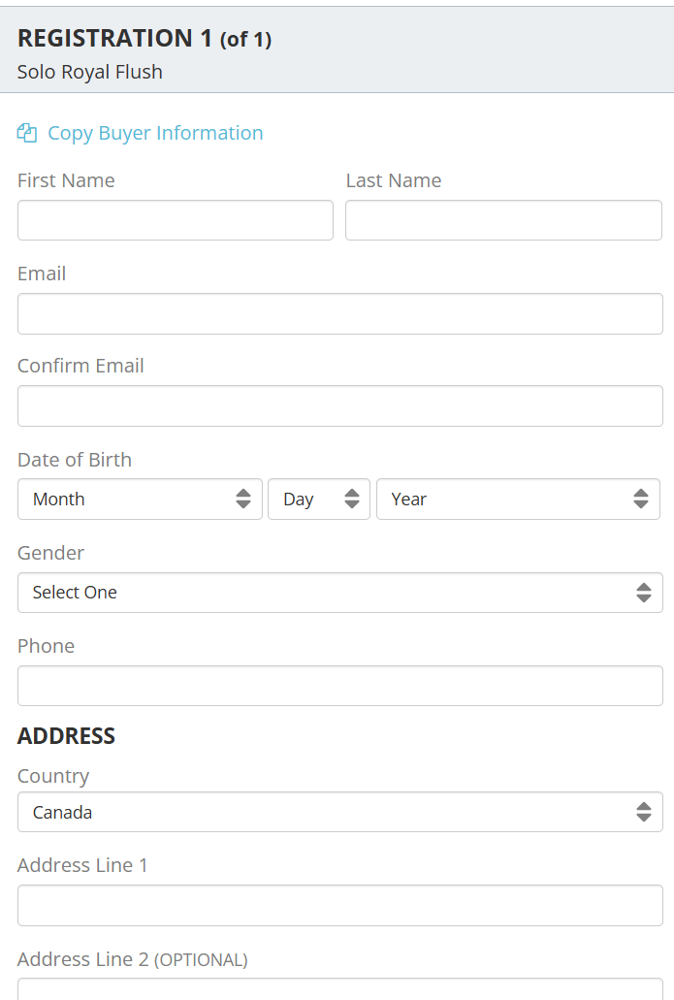 REGISTRATION 1 (of 1)
Solo Royal Flush
Copy Buyer Information
First Name Last Name
Email
Confirm Email
Date of Birth
Month Day Year
Gender
Select One
Phone
ADDRESS
Country
Canada
Address Line 1
Address Line 2 (OPTIONAL)